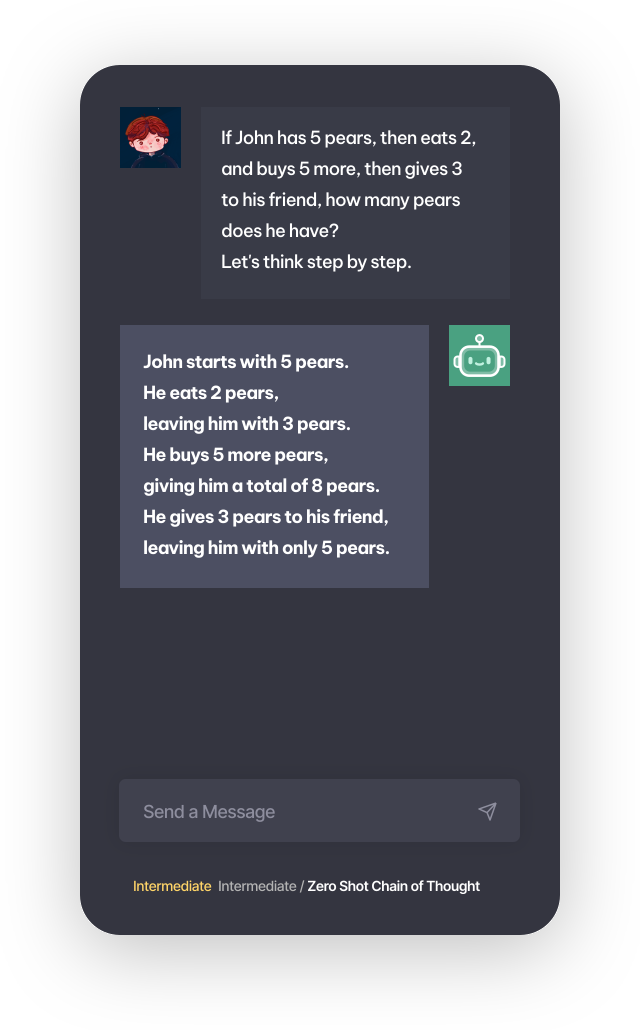 If John has 5 pears, then eats 2,
and buys 5 more, then gives 3
to his friend, how many pears
does he have?
Let's think step by step.
John starts with 5 pears.
He eats 2 pears,
leaving him with 3 pears.
He buys 5 more pears,
giving him a total of 8 pears.
He gives 3 pears to his friend,
leaving him with only 5 pears.
Send a Message
Intermediate Intermediate / Zero Shot Chain of Thought